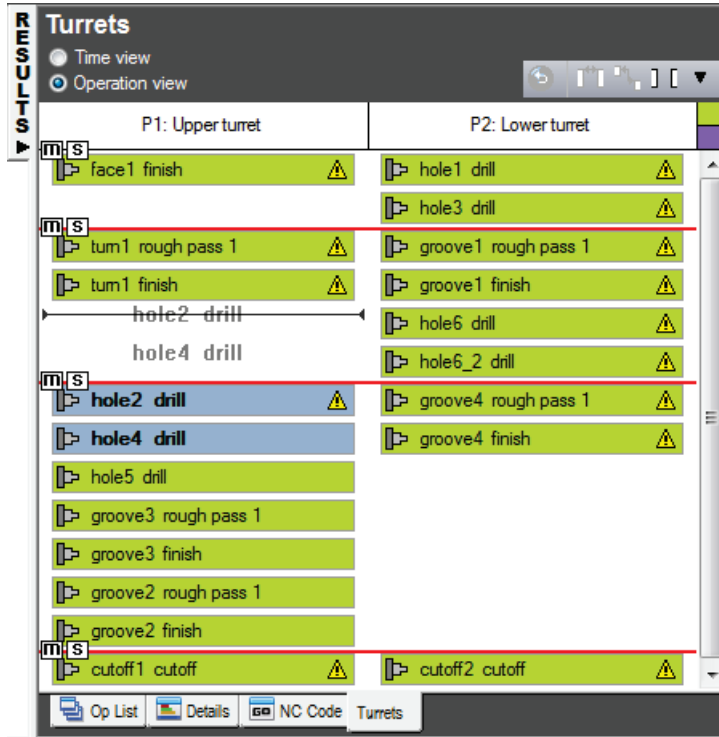 RESULTS
Turrets
Time view
Operation view
P1: Upper turret
P2: Lower turret
m s
face1 finish
hole1 drill
hole3 drill
m s
turn1 rough pass 1
groove1 rough pass 1
turn1 finish
groove1 finish
hole2 drill
hole6 drill
hole4 drill
hole6_2 drill
m s
hole2 drill
groove4 rough pass 1
hole4 drill
groove4 finish
hole5 drill
groove3 rough pass 1
groove3 finish
groove2 rough pass 1
groove2 finish
m s
cutoff1 cutoff
cutoff2 cutoff
Op List
Details
GO NC Code
Turrets